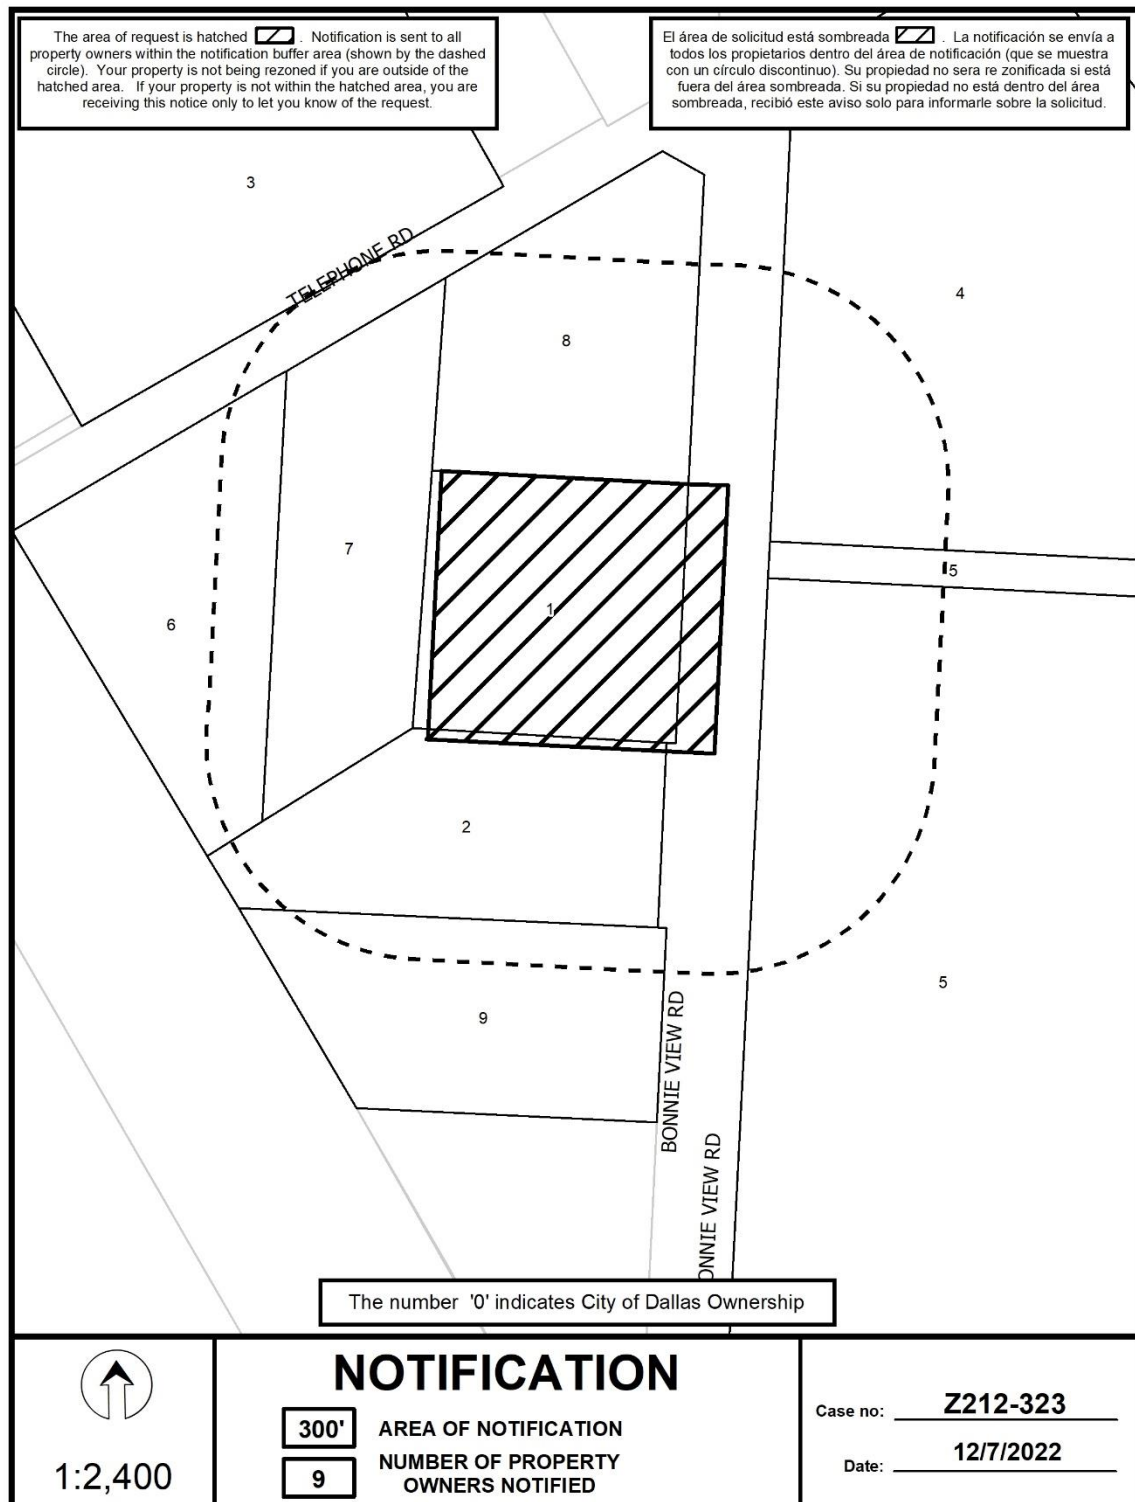 The area of request is hatched . Notification is sent to all
property owners within the notification buffer area (shown by the dashed
circle). Your property is not being rezoned if you are outside of the
hatched area. If your property is not within the hatched area, you are
receiving this notice only to let you know of the request.
El área de solicitud está sombreada . La notificación se envía a
todos los propietarios dentro del área de notificación (que se muestra
con un círculo discontinuo). Su propiedad no sera re zonificada si está
fuera del área sombreada. Si su propiedad no está dentro del área
sombreada, recibió este aviso solo para informarle sobre la solicitud.
3
TELEPHONE RD
4
8
7
5
1
6
2
5
9
BONNIE VIEW RD
ONNIE VIEW RD
The number '0' indicates City of Dallas Ownership
1:2,400
NOTIFICATION
300' AREA OF NOTIFICATION
9 NUMBER OF PROPERTY
OWNERS NOTIFIED
Case no: Z212-323
Date: 12/7/2022